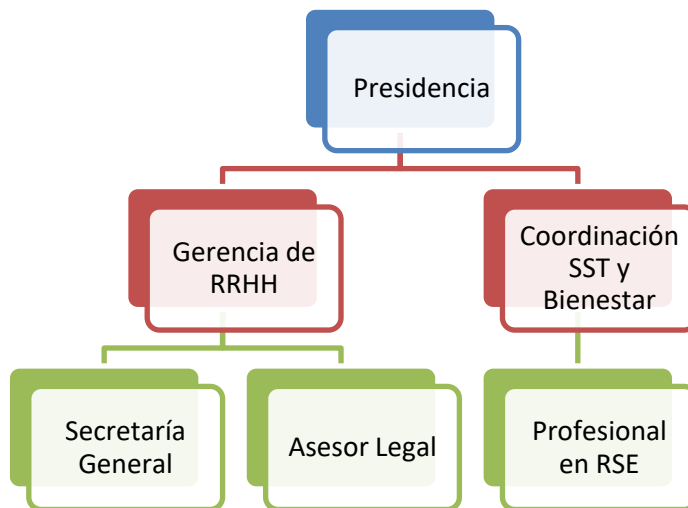 Presidencia
Gerencia de
RRHH
Coordinación
SST y
Bienestar
Secretaría
General
Asesor Legal
Profesional
en RSE